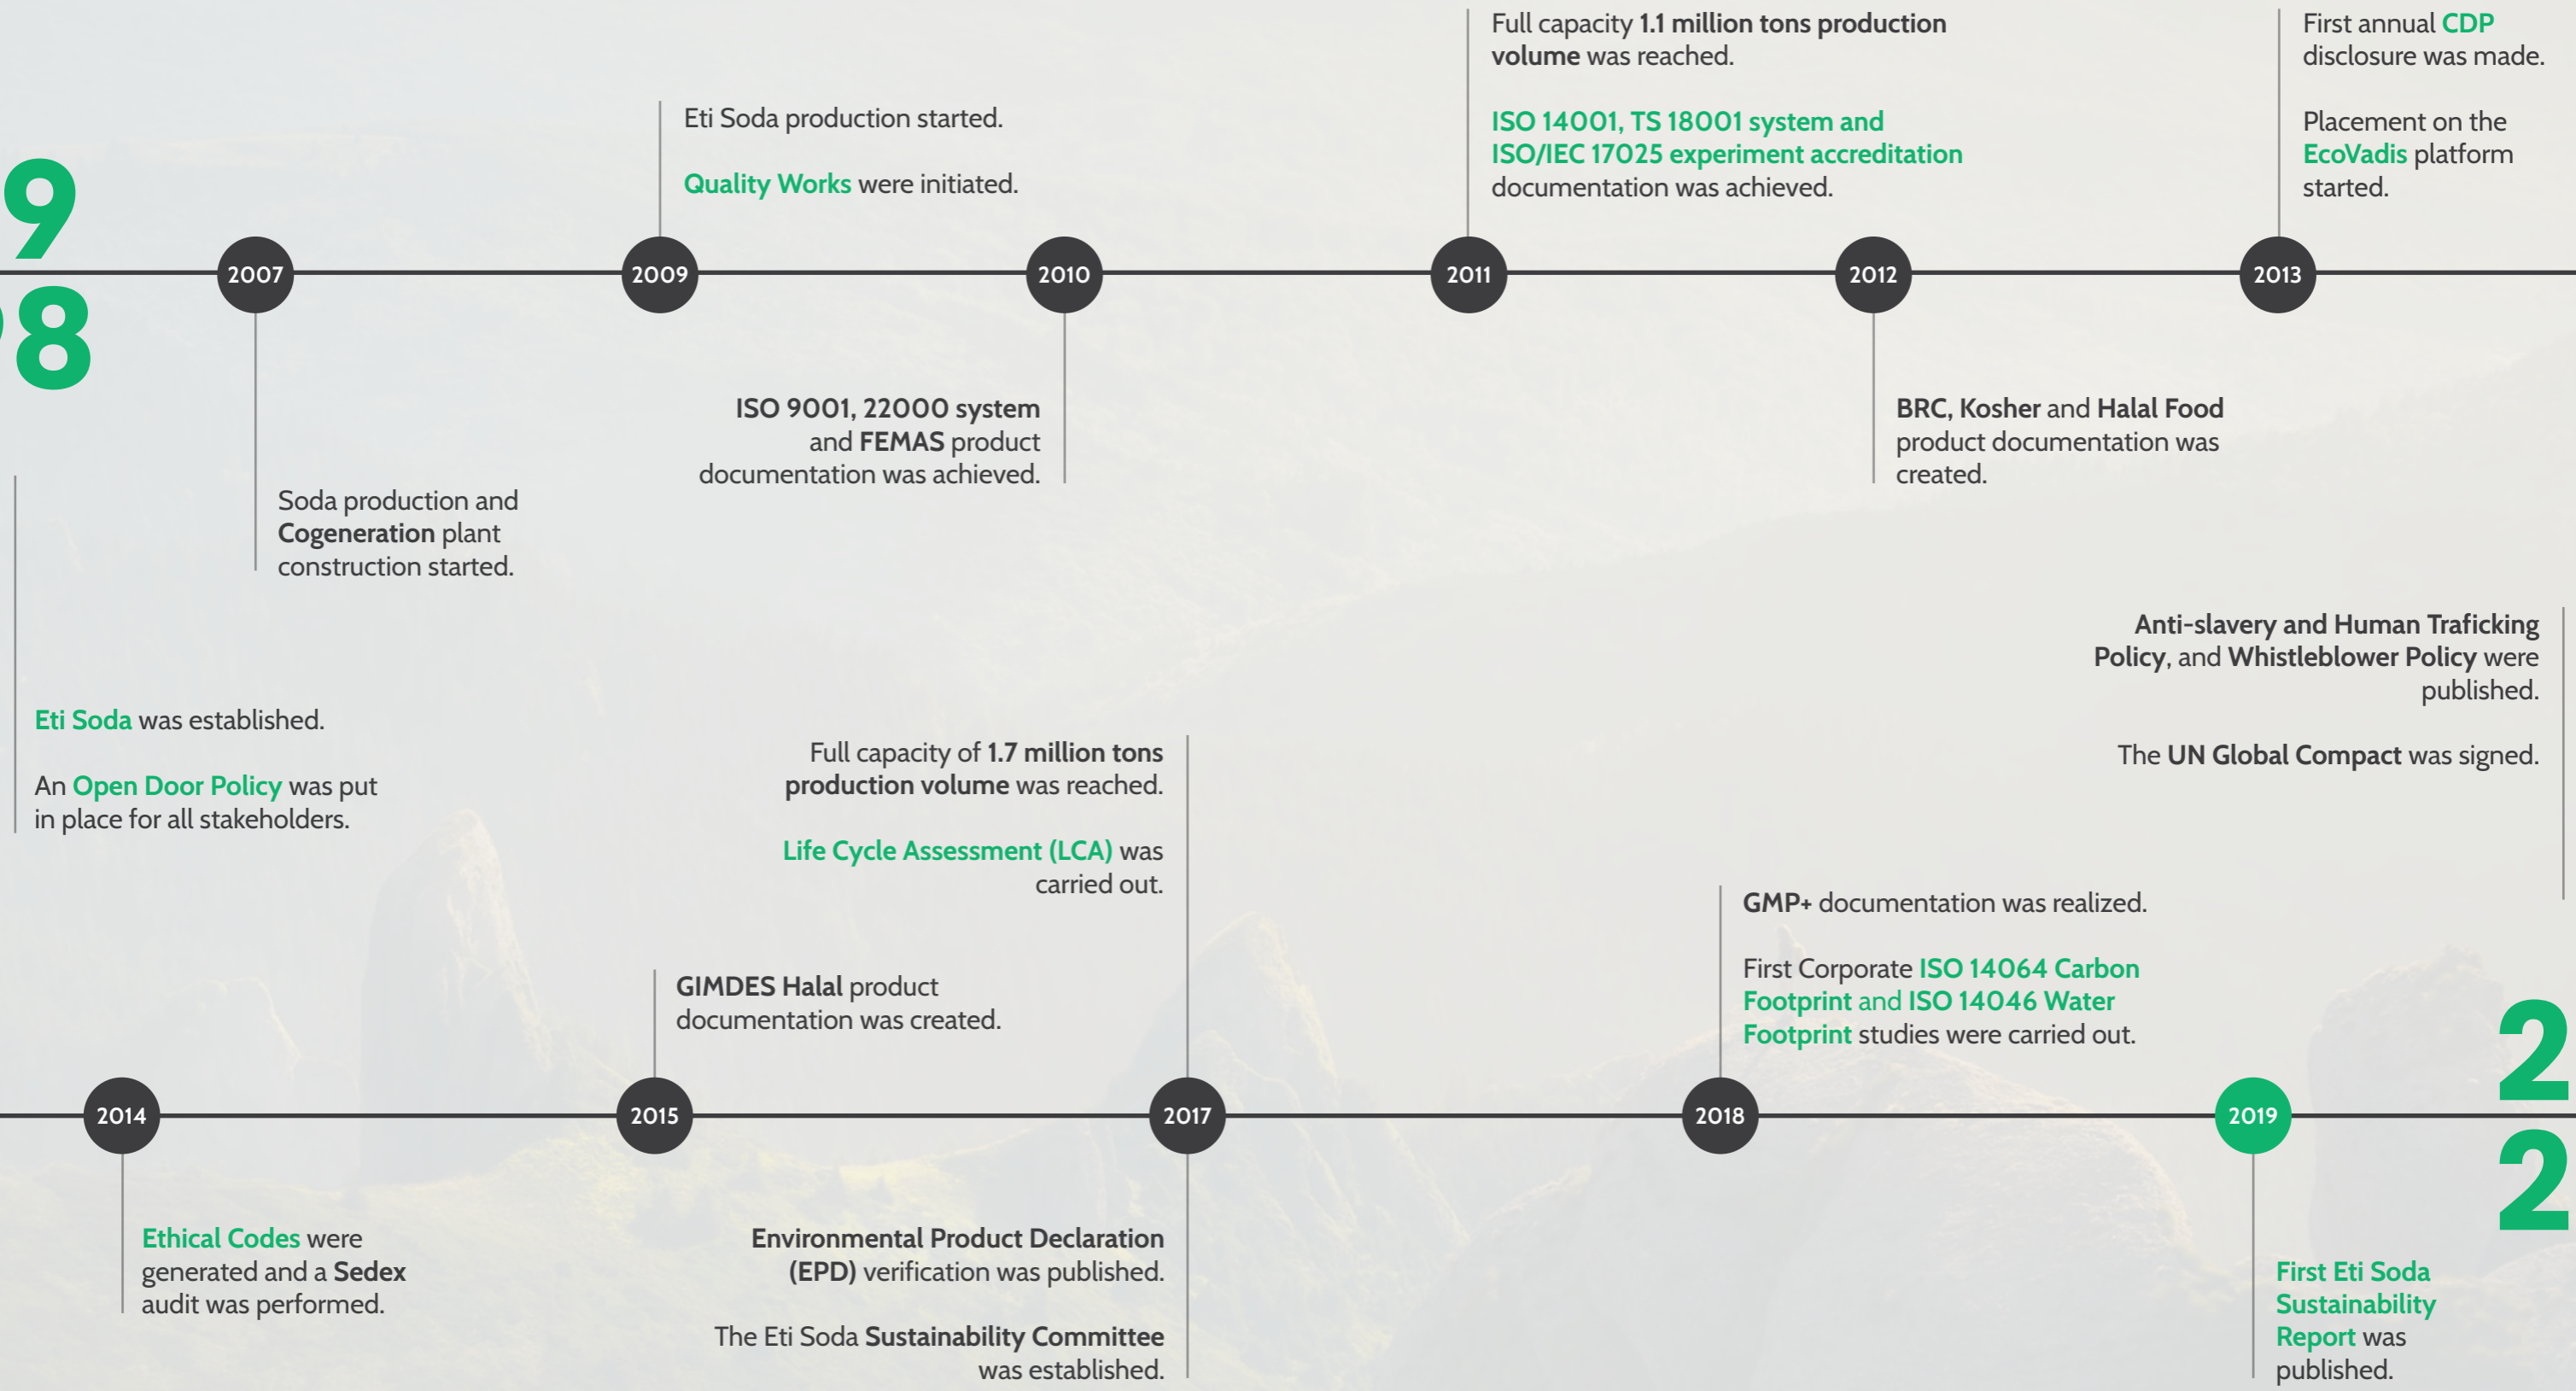 9
98
Eti Soda was established.
An Open Door Policy was put
in place for all stakeholders.
2007
Soda production and
Cogeneration plant
construction started.
2009
Eti Soda production started.
Quality Works were initiated.
2010
ISO 9001, 22000 system
and FEMAS product
documentation was achieved.
2011
Full capacity 1.1 million tons production
volume was reached.
ISO 14001, TS 18001 system and
ISO/IEC 17025 experiment accreditation
documentation was achieved.
2012
BRC, Kosher and Halal Food
product documentation was
created.
2013
First annual CDP
disclosure was made.
Placement on the
EcoVadis platform
started.
2014
Ethical Codes were
generated and a Sedex
audit was performed.
2015
GIMDES Halal product
documentation was created.
2017
Full capacity of 1.7 million tons
production volume was reached.
Life Cycle Assessment (LCA) was
carried out.
Environmental Product Declaration
(EPD) verification was published.
The Eti Soda Sustainability Committee
was established.
2018
GMP+ documentation was realized.
First Corporate ISO 14064 Carbon
Footprint and ISO 14046 Water
Footprint studies were carried out.
2019
First Eti Soda
Sustainability
Report was
published.
Anti-slavery and Human Traficking
Policy, and Whistleblower Policy were
published.
The UN Global Compact was signed.
2
2